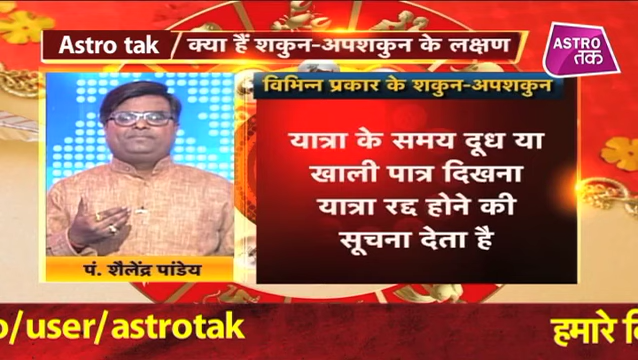 Astro tak क्या हैं शकुन-अपशकुन के लक्षण
ASTRO
तक
विभिन्न प्रकार के शकुन-अपशकुन
यात्रा के समय दूध या
खाली पात्र दिखना
यात्रा रद्द होने की
सूचना देता है
पं. शैलेंद्र पांडेय
/user/astrotak
हमारे